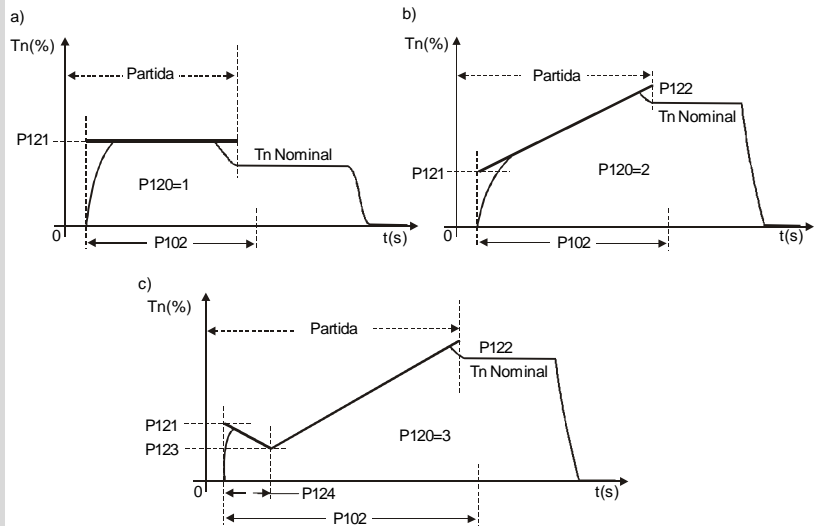 a)
Tn(%)
Partida
P121
Tn Nominal
P120=1
0
P102
t(s)
b)
Tn(%)
Partida
P122
Tn Nominal
P121
P120=2
0
P102
t(s)
c)
Tn(%)
Partida
P122
Tn Nominal
P121
P123
P120=3
0
P124
t(s)
P102